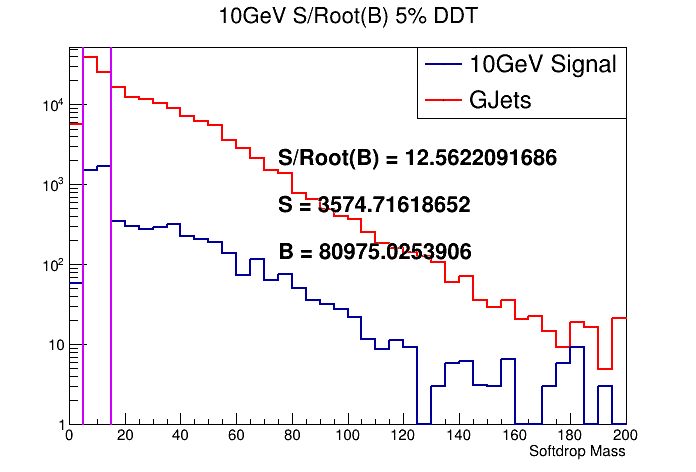 10GeV S/Root(B) 5% DDT
10GeV Signal
GJets
10⁴
S/Root(B) = 12.5622091686
10³
S = 3574.71618652
B = 80975.0253906
10²
10
1
0 20 40 60 80 100 120 140 160 180 200
Softdrop Mass